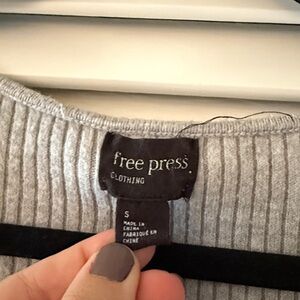 free press.
CLOTHING
S
MADE IN
CHINA
FABRIQUÉ EN
CHINE